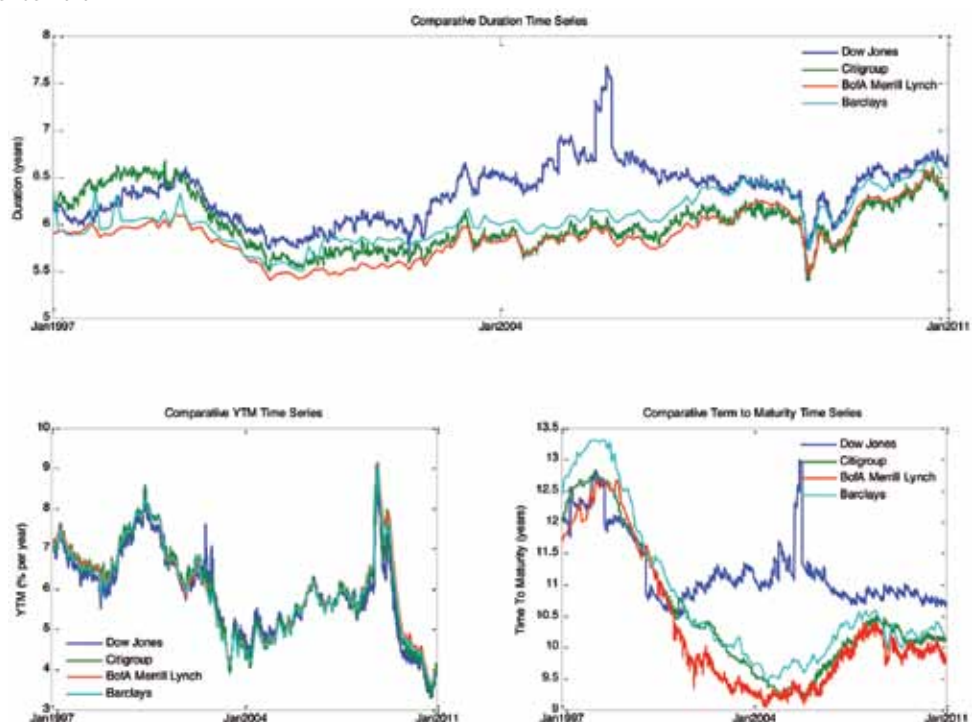 Comparative Duration Time Series
8
7.5
7
6.5
6
5.5
5
Duration (years)
Dow Jones
Citigroup
BofA Merrill Lynch
Barclays
Jan1997
Jan2004
Jan2011
Comparative YTM Time Series
10
9
8
7
6
5
4
3
YTM (% per year)
Dow Jones
Citigroup
BofA Merrill Lynch
Barclays
Jan1997
Jan2004
Jan2011
Comparative Term to Maturity Time Series
13.5
13
12.5
12
11.5
11
10.5
10
9.5
9
Time To Maturity (years)
Dow Jones
Citigroup
BofA Merrill Lynch
Barclays
Jan1997
Jan2004